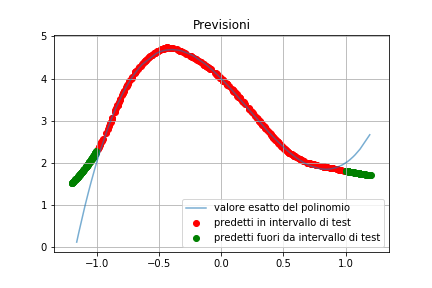 Previsioni
5
4
3
2
1
0
−1.0 −0.5 0.0 0.5 1.0
valore esatto del polinomio
predetti in intervallo di test
predetti fuori da intervallo di test